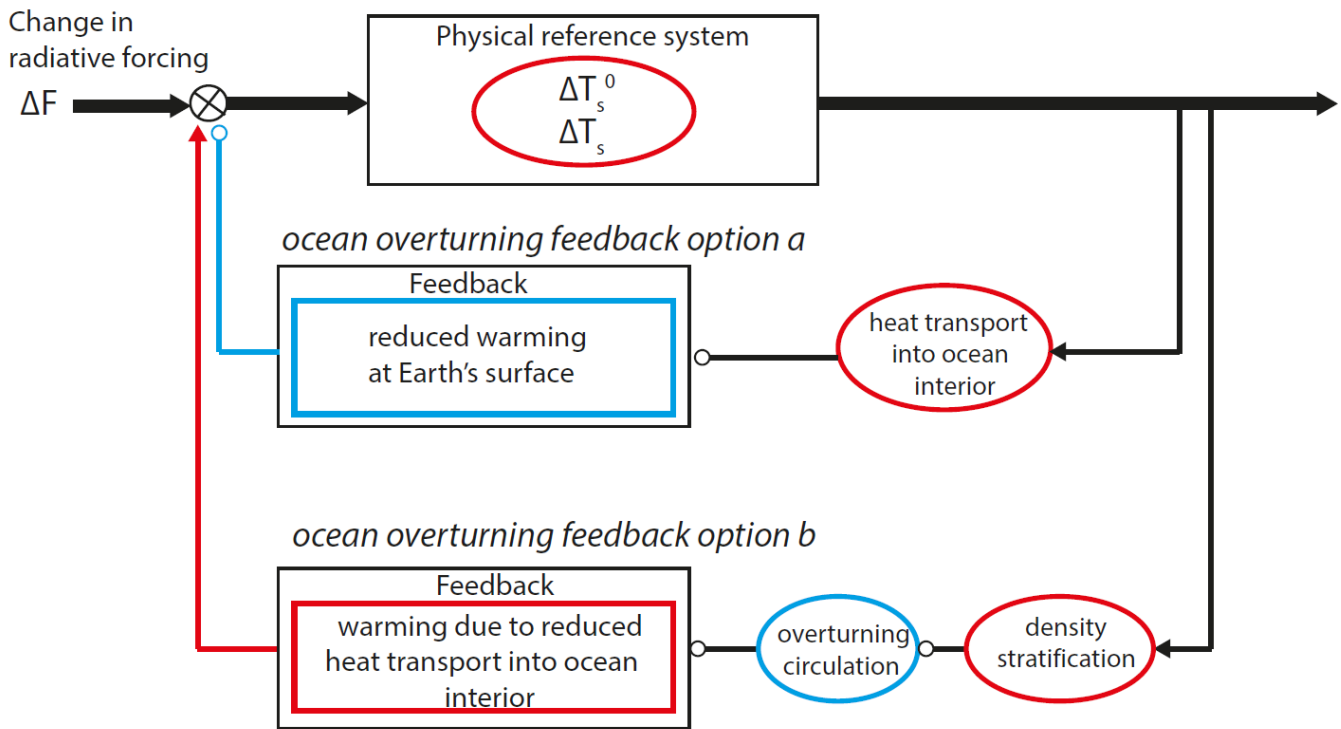 Change in
radiative forcing
ΔF
Physical reference system
ΔTs0
ΔTs
ocean overturning feedback option a
Feedback
reduced warming
at Earth's surface
heat transport
into ocean
interior
ocean overturning feedback option b
Feedback
warming due to reduced
heat transport into ocean
interior
overturning
circulation
density
stratification